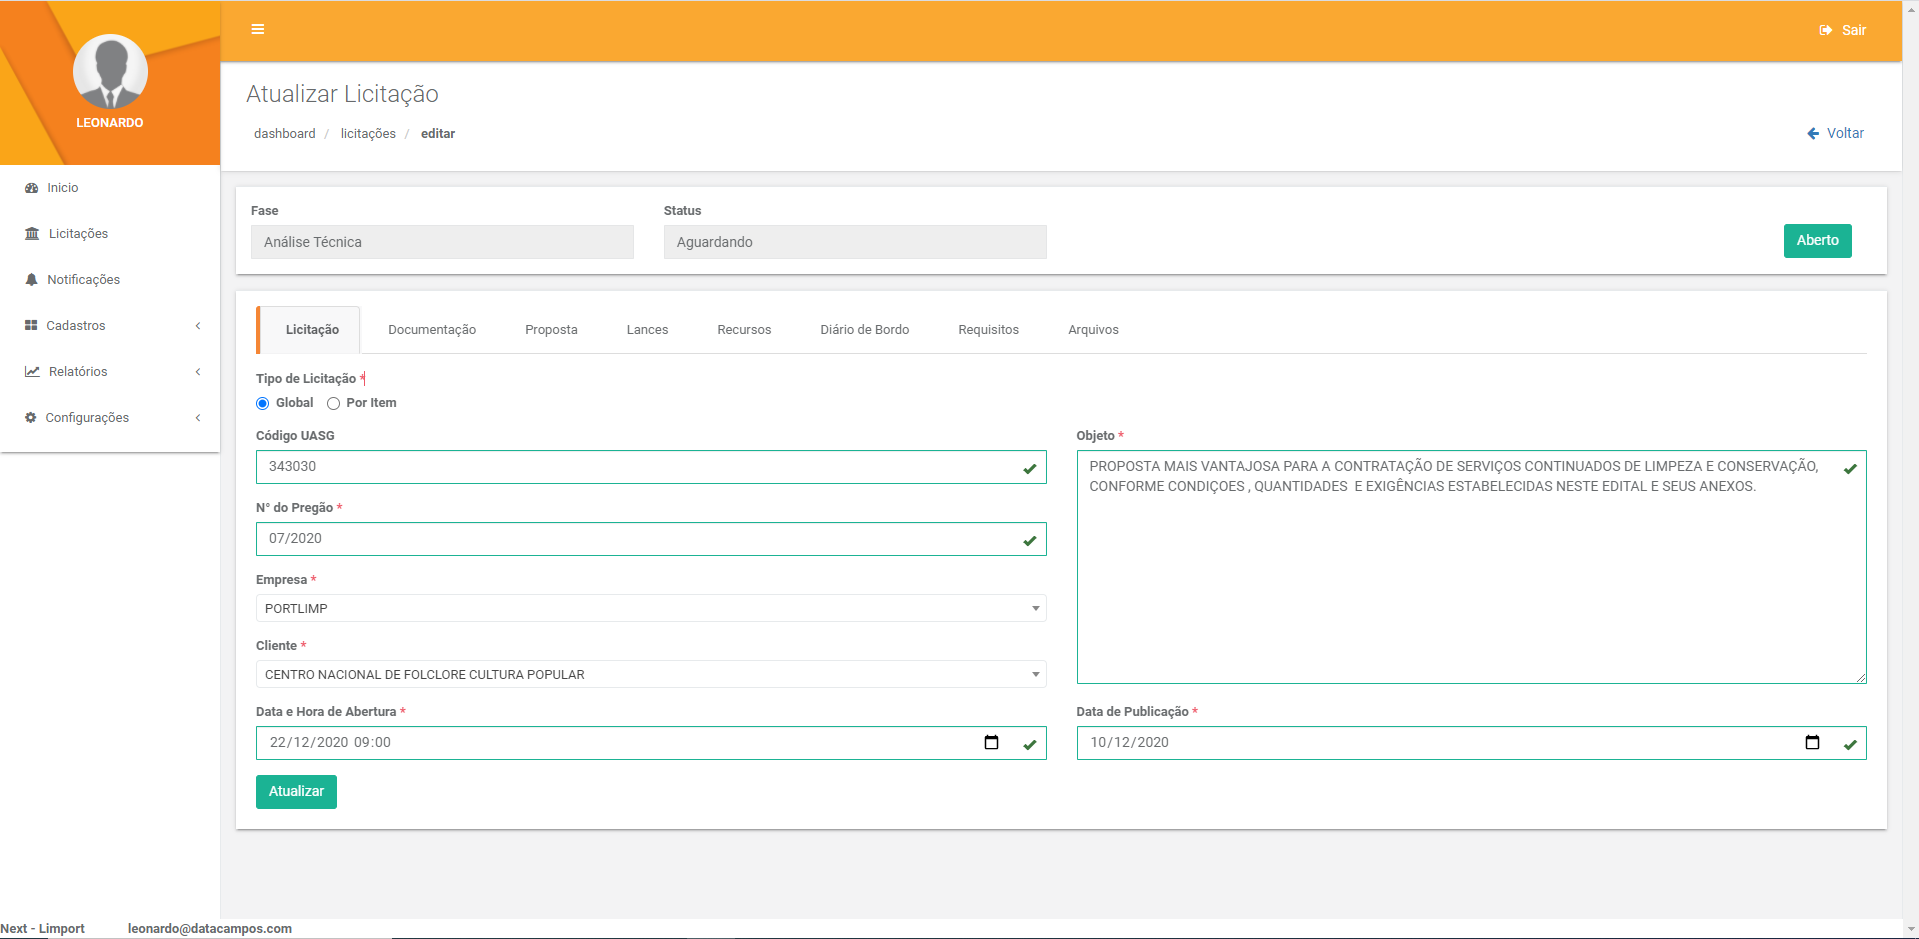 LEONARDO
Inicio
Licitações
Notificações
Cadastros
Relatórios
Configurações
Sair
Atualizar Licitação
dashboard / licitações / editar
Voltar
Fase
Análise Técnica
Status
Aguardando
Aberto
Licitação Documentação Proposta Lances Recursos Diário de Bordo Requisitos Arquivos
Tipo de Licitação *
Global Por Item
Código UASG
343030
Nº do Pregão *
07/2020
Empresa *
PORTLIMP
Cliente *
CENTRO NACIONAL DE FOLCLORE CULTURA POPULAR
Data e Hora de Abertura *
22/12/2020 09:00
Objeto *
PROPOSTA MAIS VANTAJOSA PARA A CONTRATAÇÃO DE SERVIÇOS CONTINUADOS DE LIMPEZA E CONSERVAÇÃO,
CONFORME CONDIÇOES , QUANTIDADES  E EXIGÊNCIAS ESTABELECIDAS NESTE EDITAL E SEUS ANEXOS.
Data de Publicação *
10/12/2020
Atualizar
Next - Limport leonardo@datacampos.com